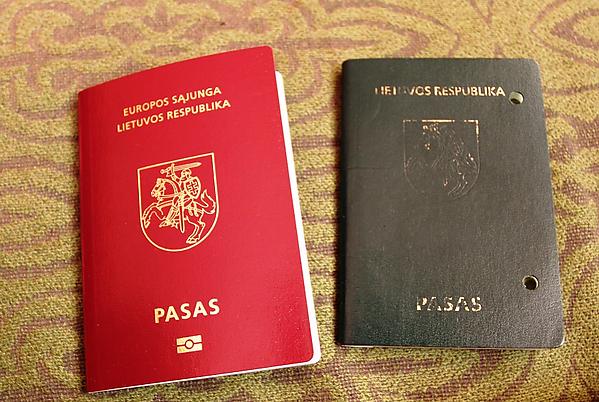 EUROPOS SĄJUNGA
LIETUVOS RESPUBLIKA
PASAS
LIETUVOS RESPUBLIKA
PASAS